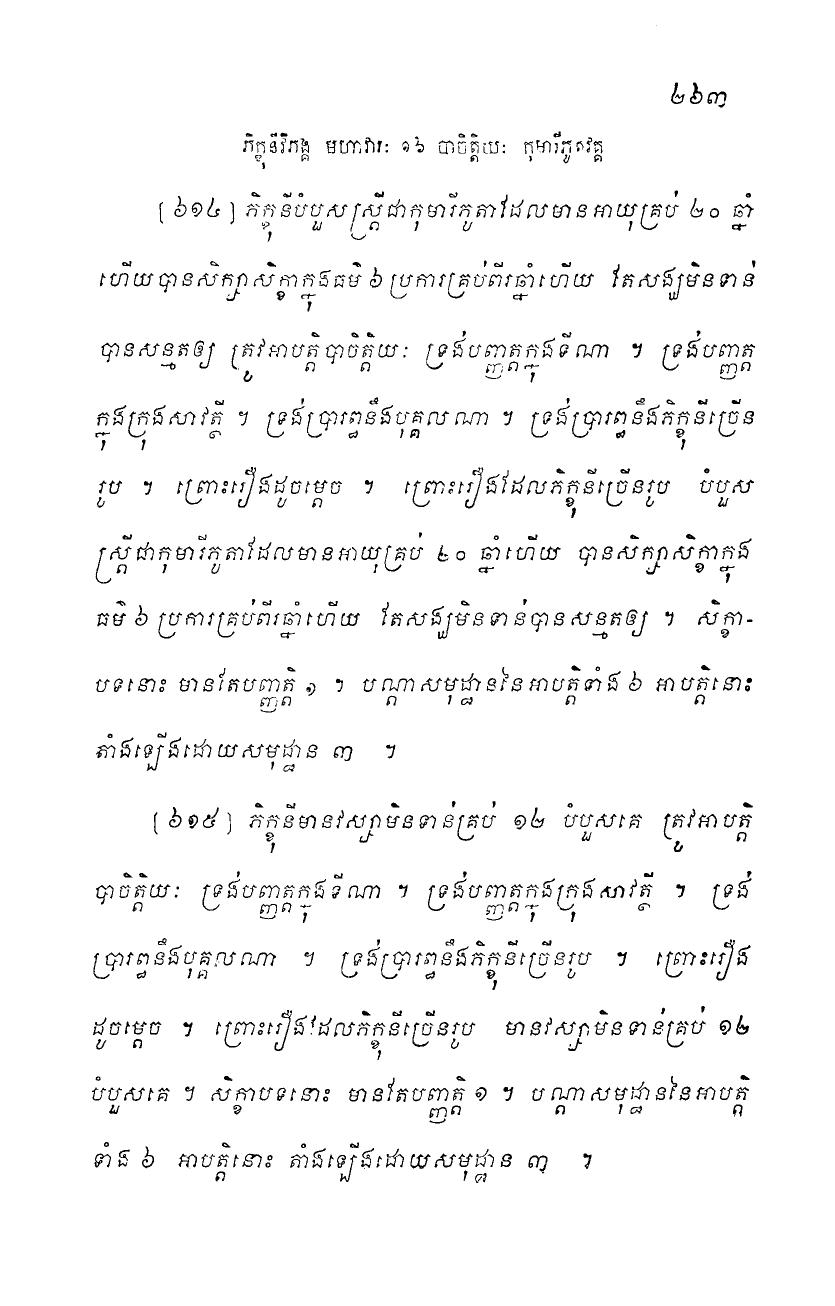 ២៦៣
ភិក្ខុនីវិភង្គ មហាវារៈ ១៦ បាចិត្តិយៈ កុមារីភូតវគ្គ
[៦១៤] ភិក្ខុនីបំបួសស្ត្រីជាកុមារីភូតាដែលមានអាយុគ្រប់ ២០ ឆ្នាំ
ហើយបានសិក្សាសិក្ខាក្នុងធម៌ ៦ ប្រការគ្រប់ពីរឆ្នាំហើយ តែសង្ឃមិនទាន់
បានសន្មតឲ្យ ត្រូវអាបត្តិបាចិត្តិយៈ ទ្រង់បញ្ញត្តក្នុងទីណា ។ ទ្រង់បញ្ញត្ត
ក្នុងក្រុងសាវត្ថី ។ ទ្រង់ប្រារព្ធនឹងបុគ្គលណា ។ ទ្រង់ប្រារព្ធនឹងភិក្ខុនីច្រើន
រូប ។ ព្រោះរឿងដូចម្តេច ។ ព្រោះរឿងដែលភិក្ខុនីច្រើនរូប បំបួស
ស្ត្រីជាកុមារីភូតាដែលមានអាយុគ្រប់ ២០ ឆ្នាំហើយ បានសិក្សាសិក្ខាក្នុង
ធម៌ ៦ ប្រការគ្រប់ពីរឆ្នាំហើយ តែសង្ឃមិនទាន់បានសន្មតឲ្យ ។ សិក្ខា-
បទនោះ មានតែបញ្ញត្តិ ១ ។ បណ្តាសមុដ្ឋាននៃអាបត្តិទាំង ៦ អាបត្តិនោះ
តាំងឡើងដោយសមុដ្ឋាន ៣ ។
[៦១៥] ភិក្ខុនីមានវស្សាមិនទាន់គ្រប់ ១២ បំបួសគេ ត្រូវអាបត្តិ
បាចិត្តិយៈ ទ្រង់បញ្ញត្តក្នុងទីណា ។ ទ្រង់បញ្ញត្តក្នុងក្រុងសាវត្ថី ។ ទ្រង់
ប្រារព្ធនឹងបុគ្គលណា ។ ទ្រង់ប្រារព្ធនឹងភិក្ខុនីច្រើនរូប ។ ព្រោះរឿង
ដូចម្តេច ។ ព្រោះរឿងដែលភិក្ខុនីច្រើនរូប មានវស្សាមិនទាន់គ្រប់ ១២
បំបួសគេ ។ សិក្ខាបទនោះ មានតែបញ្ញត្តិ ១ ។ បណ្តាសមុដ្ឋាននៃអាបត្តិ
ទាំង ៦ អាបត្តិនោះ តាំងឡើងដោយសមុដ្ឋាន ៣ ។